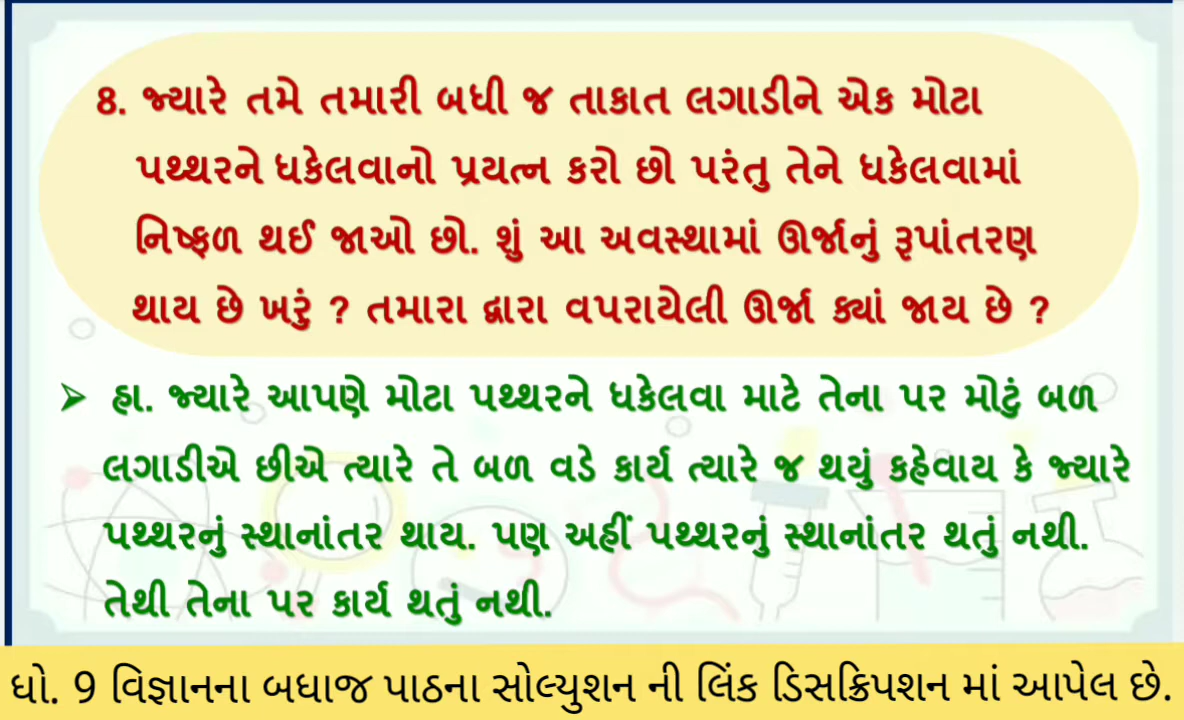 8. જ્યારે તમે તમારી બધી જ તાકાત લગાડીને એક મોટા
પથ્થરને ધકેલવાનો પ્રયત્ન કરો છો પરંતુ તેને ધકેલવામાં
નિષ્ફળ થઈ જાઓ છો. શું આ અવસ્થામાં ઊર્જાનું રૂપાંતરણ
થાય છે ખરું ? તમારા દ્વારા વપરાયેલી ઊર્જા ક્યાં જાય છે ?
➢ હા. જ્યારે આપણે મોટા પથ્થરને ધકેલવા માટે તેના પર મોટું બળ
લગાડીએ છીએ ત્યારે તે બળ વડે કાર્ય ત્યારે જ થયું કહેવાય કે જ્યારે
પથ્થરનું સ્થાનાંતર થાય. પણ અહીં પથ્થરનું સ્થાનાંતર થતું નથી.
તેથી તેના પર કાર્ય થતું નથી.
ધો. 9 વિજ્ઞાનના બધાજ પાઠના સોલ્યુશન ની લિંક ડિસક્રિપશન માં આપેલ છે.